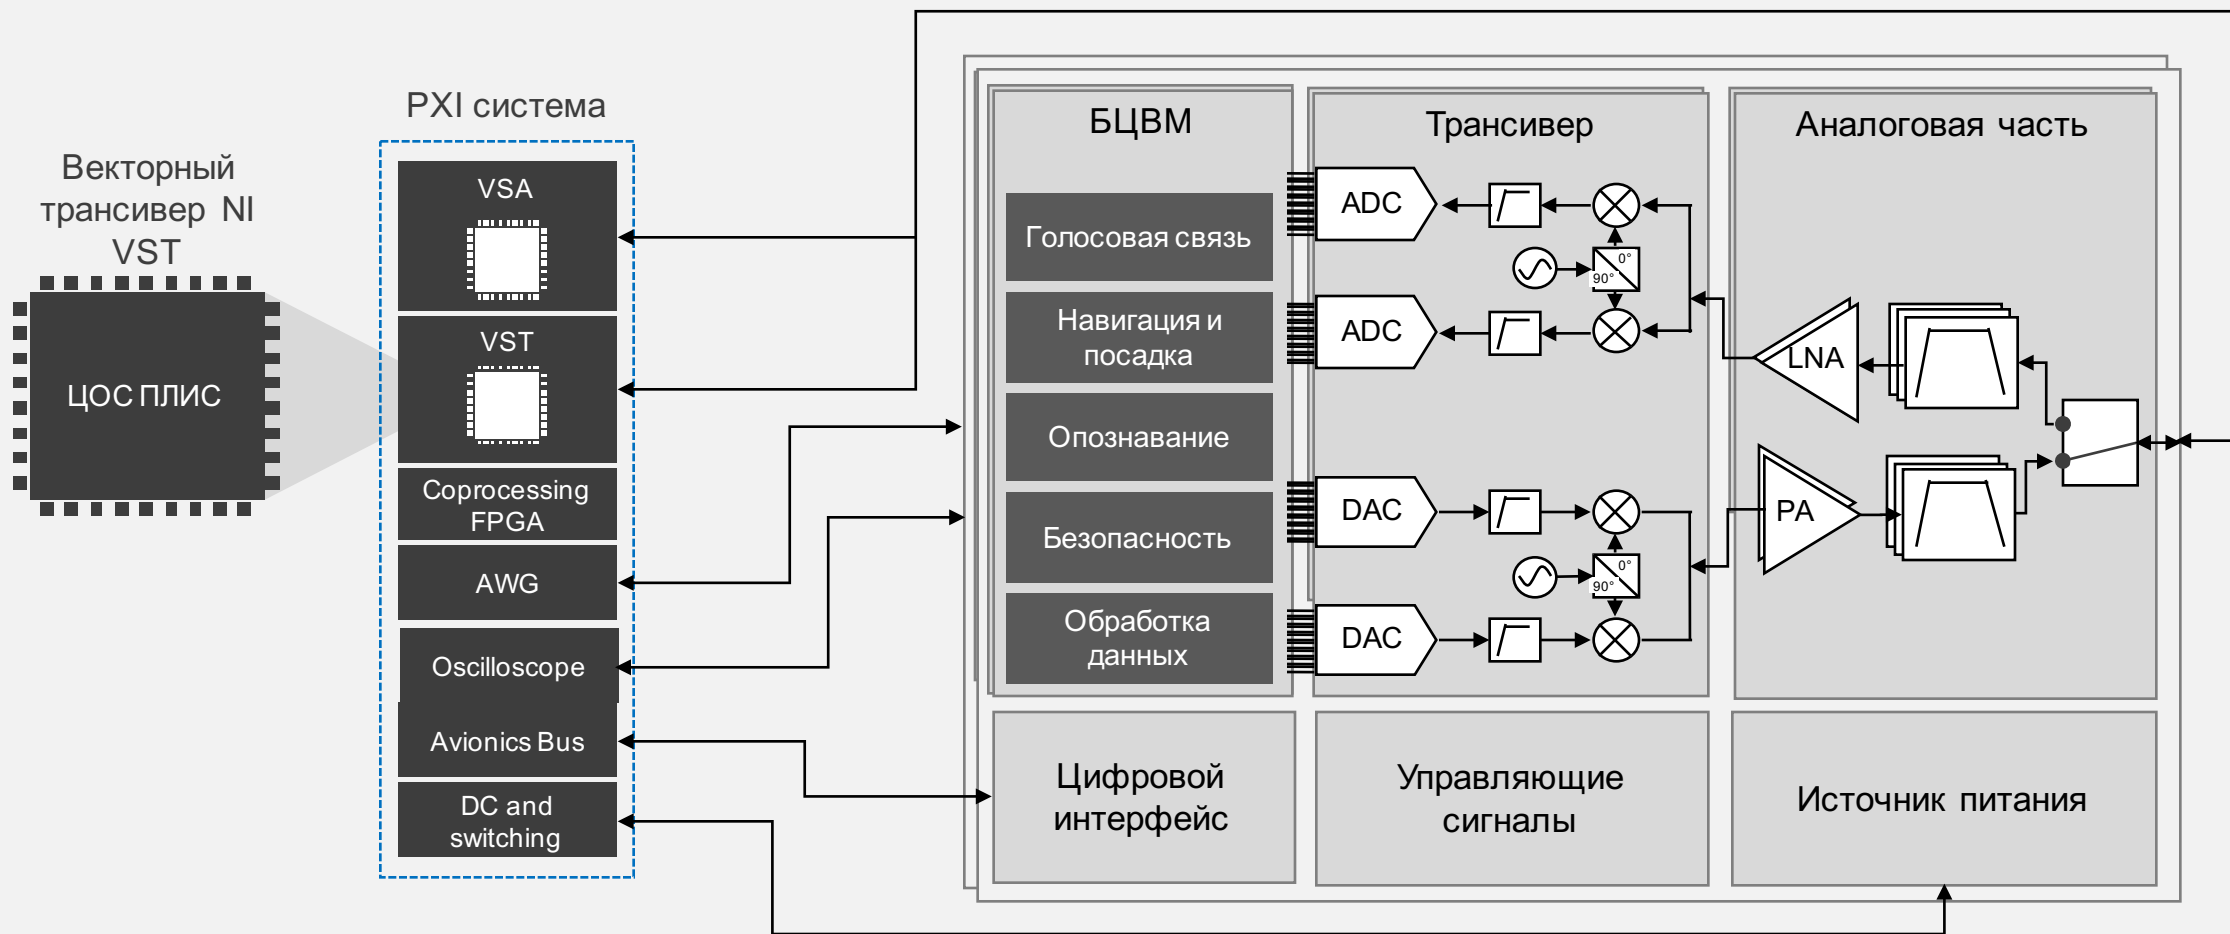 Векторный
трансивер NI
VST
ЦОС ПЛИС
PXI система
VSA
VST
Coprocessing
FPGA
AWG
Oscilloscope
Avionics Bus
DC and
switching
БЦВМ
Голосовая связь
Навигация и
посадка
Опознавание
Безопасность
Обработка
данных
Трансивер
ADC
0°
90°
ADC
DAC
0°
90°
DAC
Аналоговая часть
LNA
PA
Цифровой
интерфейс
Управляющие
сигналы
Источник питания